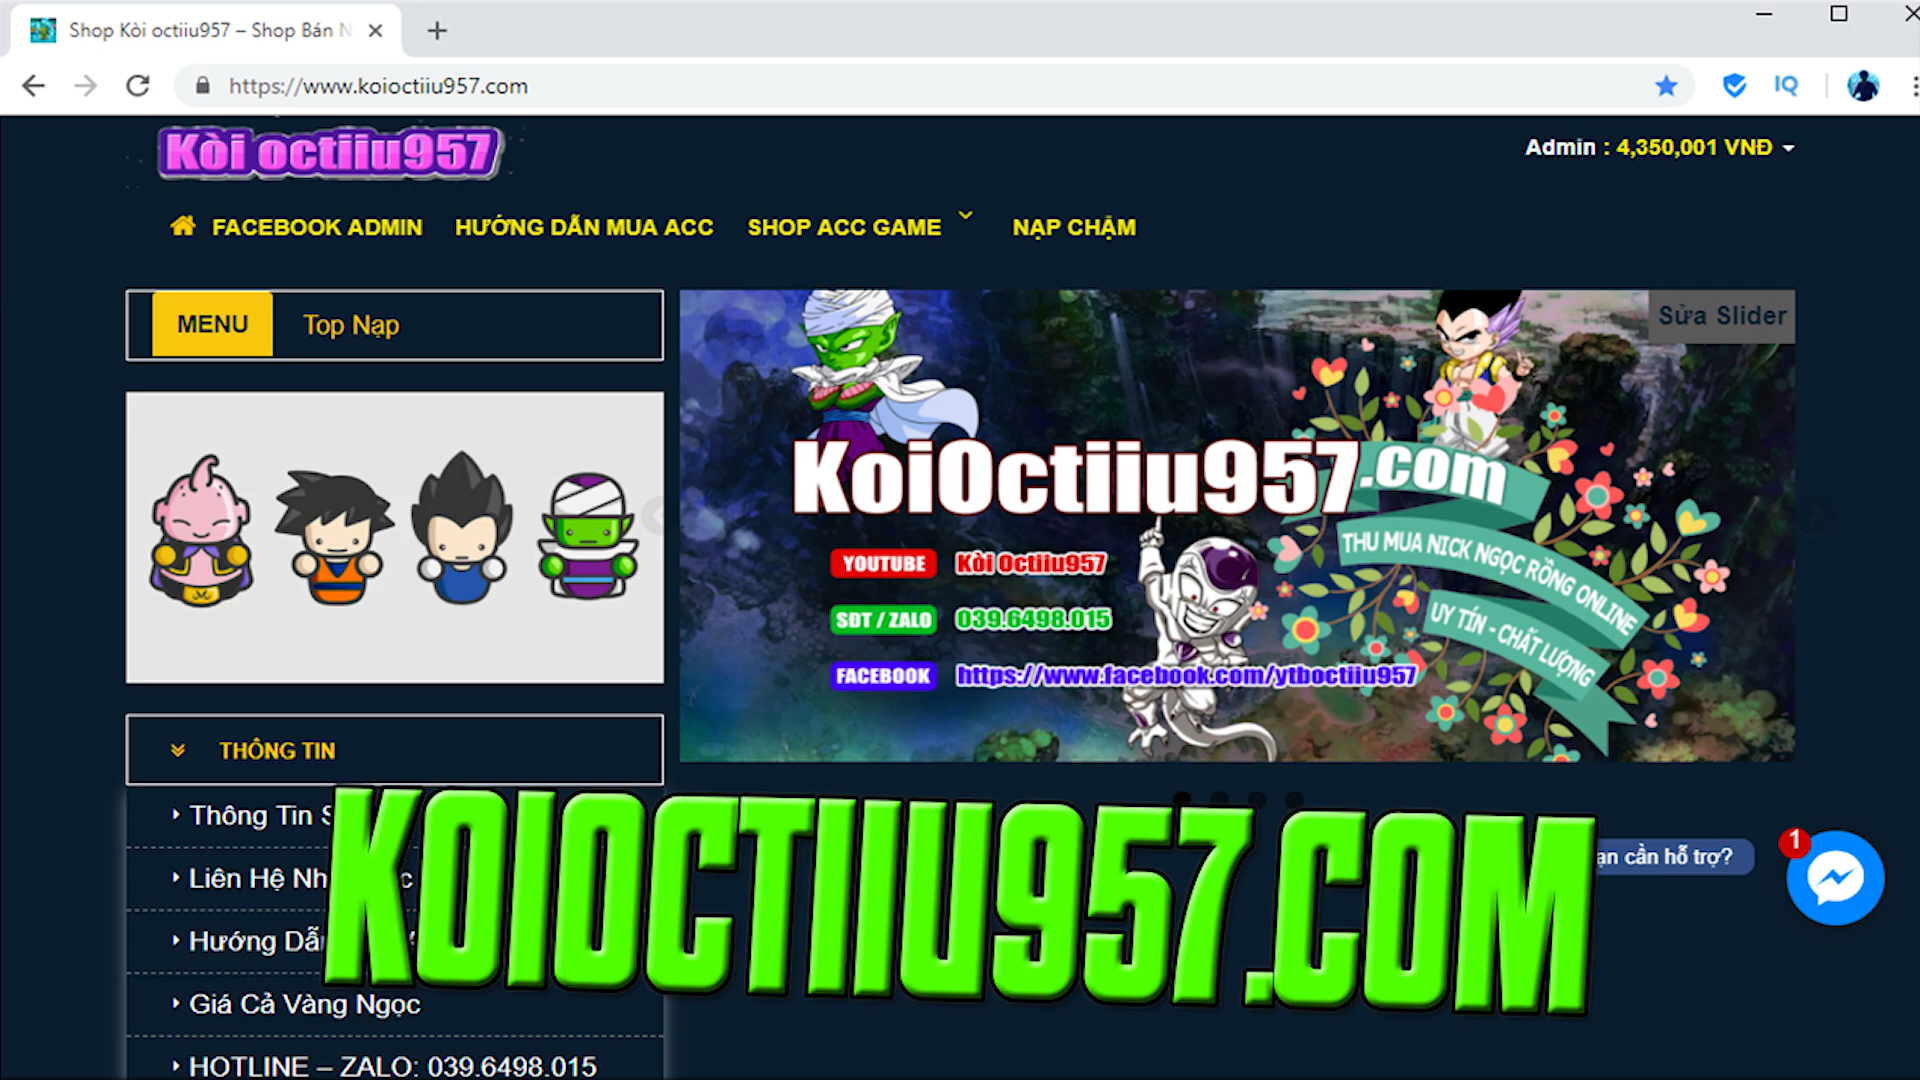 Shop Kòi octiiu957 – Shop Bán N
https://www.koioctiiu957.com
IQ
Kòi octiiu957
Admin : 4,350,001 VNĐ
FACEBOOK ADMIN
HƯỚNG DẪN MUA ACC
SHOP ACC GAME
NẠP CHẬM
MENU
Top Nạp
Sửa Slider
KoiOctiiu957.com
THU MUA NICK NGỌC RỒNG ONLINE
UY TÍN - CHẤT LƯỢNG
YOUTUBE Kòi Octiiu957
SĐT / ZALO 039.6498.015
FACEBOOK https://www.facebook.com/ytboctiiu957
THÔNG TIN
Thông Tin S
Liên Hệ Nh c
Hướng Dẫ
Giá Cả Vàng Ngọc
HOTLINE – ZALO: 039.6498.015
KOIOCTIIU957.COM
ạn cần hỗ trợ?
1